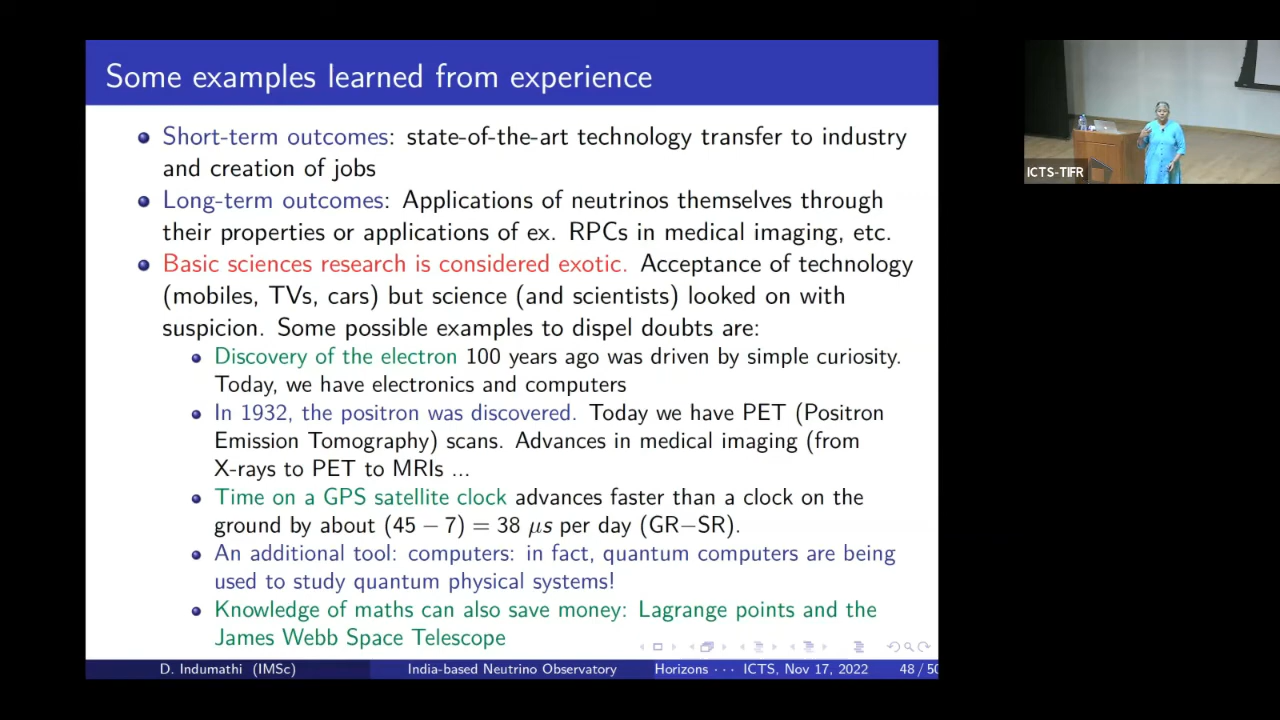 Some examples learned from experience
Short-term outcomes: state-of-the-art technology transfer to industry
and creation of jobs
Long-term outcomes: Applications of neutrinos themselves through
their properties or applications of ex. RPCs in medical imaging, etc.
Basic sciences research is considered exotic. Acceptance of technology
(mobiles, TVs, cars) but science (and scientists) looked on with
suspicion. Some possible examples to dispel doubts are:
Discovery of the electron 100 years ago was driven by simple curiosity.
Today, we have electronics and computers
In 1932, the positron was discovered. Today we have PET (Positron
Emission Tomography) scans. Advances in medical imaging (from
X-rays to PET to MRIs ...
Time on a GPS satellite clock advances faster than a clock on the
ground by about (45 − 7) = 38 μs per day (GR−SR).
An additional tool: computers: in fact, quantum computers are being
used to study quantum physical systems!
Knowledge of maths can also save money: Lagrange points and the
James Webb Space Telescope
D. Indumathi (IMSc) India-based Neutrino Observatory Horizons · · · ICTS, Nov 17, 2022 48 / 50
ICTS-TIFR